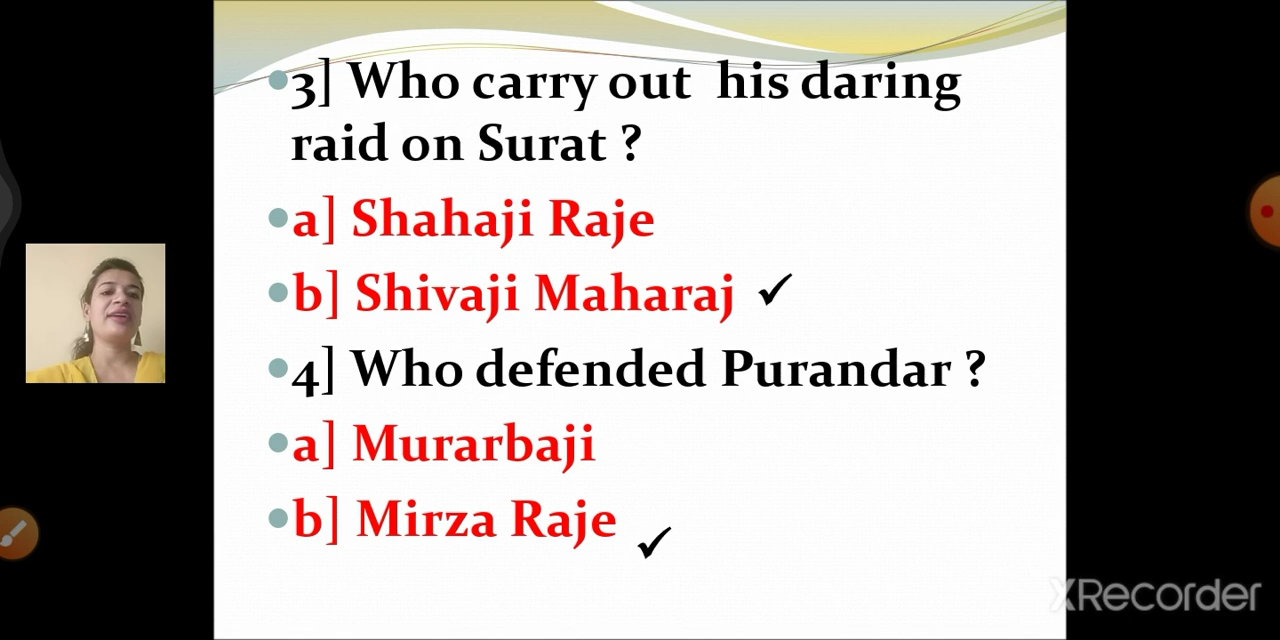 3] Who carry out his daring
raid on Surat ?
a] Shahaji Raje
b] Shivaji Maharaj ✓
4] Who defended Purandar ?
a] Murarbaji
b] Mirza Raje ✓
XRecorder